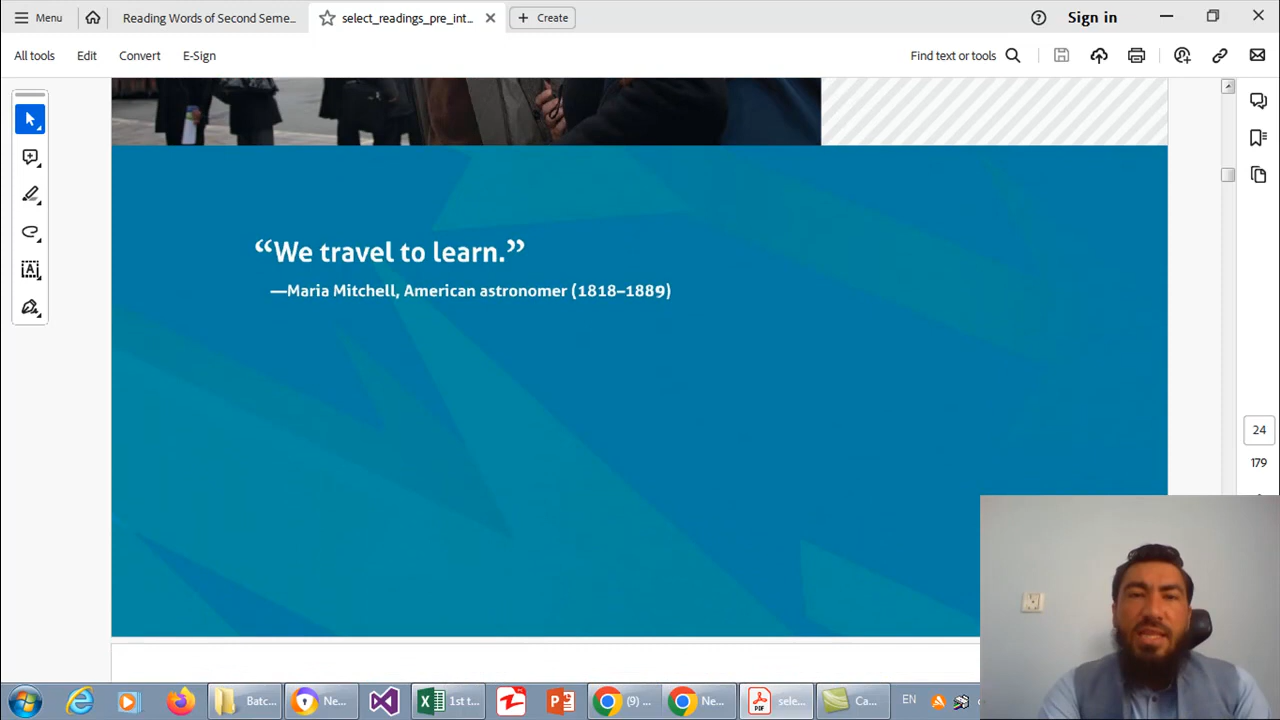 Menu
Reading Words of Second Seme...
select_readings_pre_int...
Create
Sign in
All tools
Edit
Convert
E-Sign
Find text or tools
“We travel to learn.”
—Maria Mitchell, American astronomer (1818–1889)
24
179
Batc...
Ne...
1st t...
(9) ...
Ne...
sele...
Ca...
EN